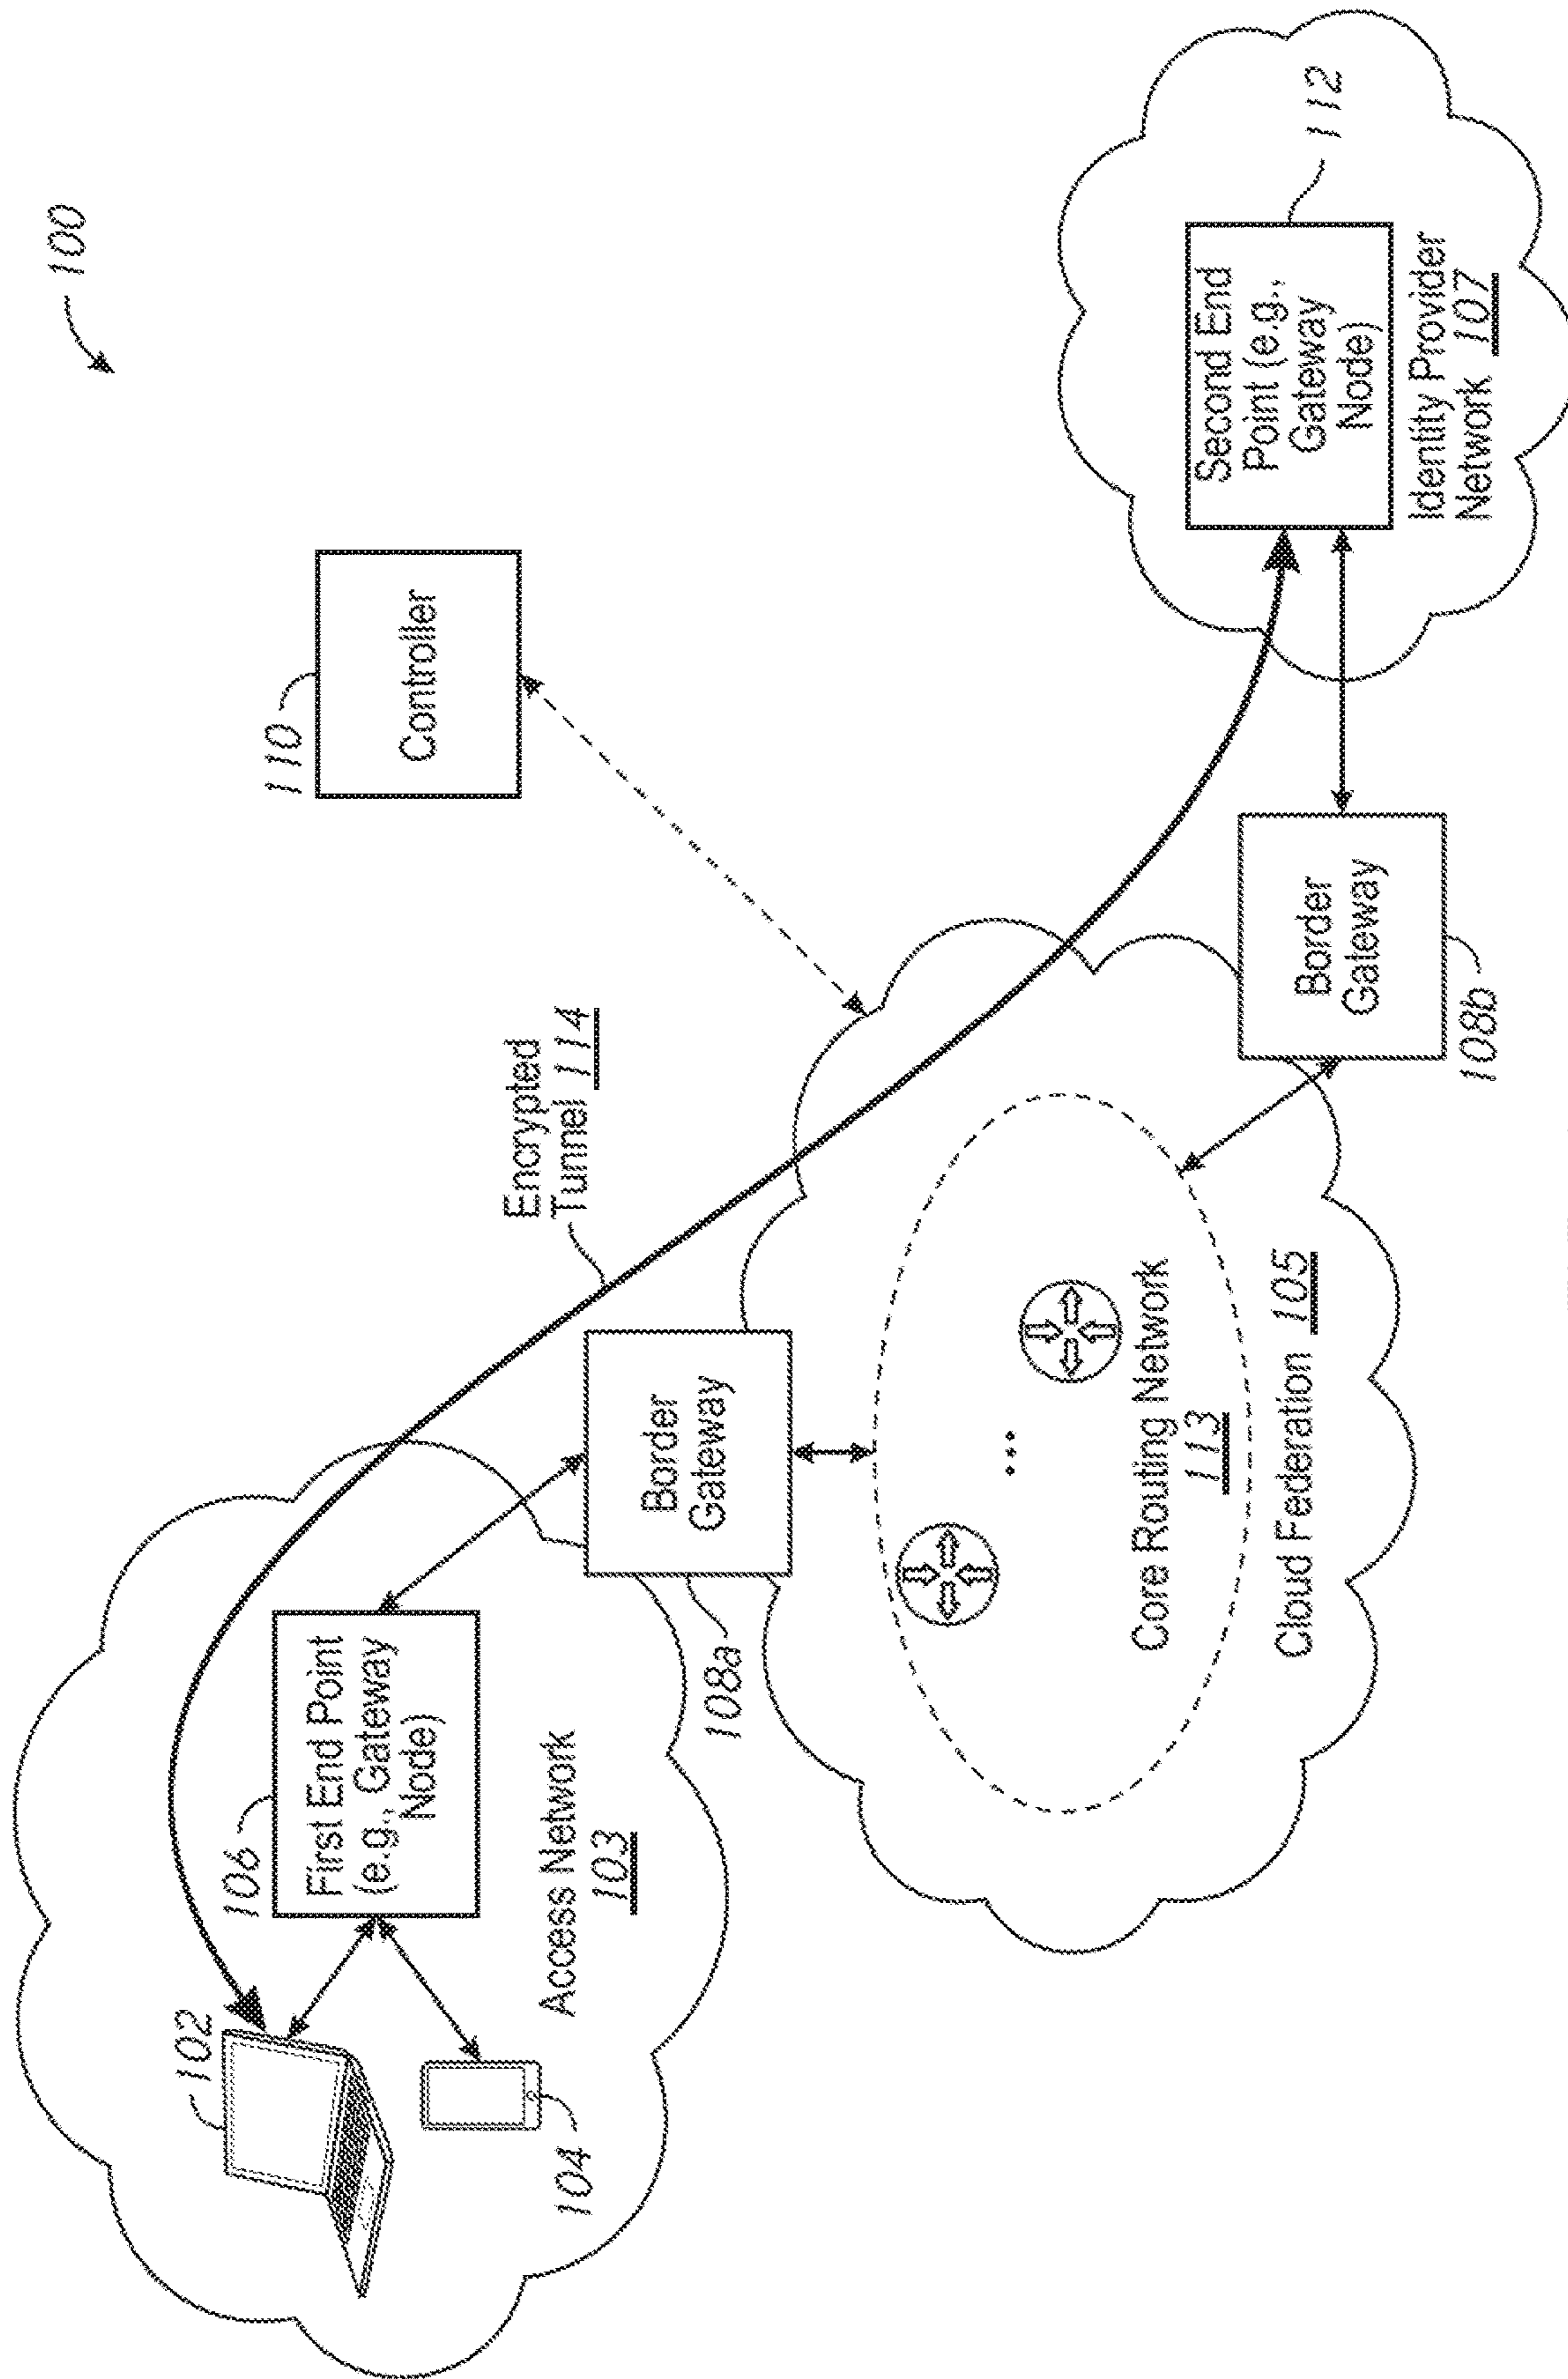 100
110
Controller
102
106
First End Point
(e.g., Gateway
Node)
104
Access Network
103
Encrypted
Tunnel 114
Border
Gateway
108a
Core Routing Network
113
Cloud Federation 105
Border
Gateway
108b
Second End
Point (e.g.,
Gateway
Node)
112
Identity Provider
Network 107